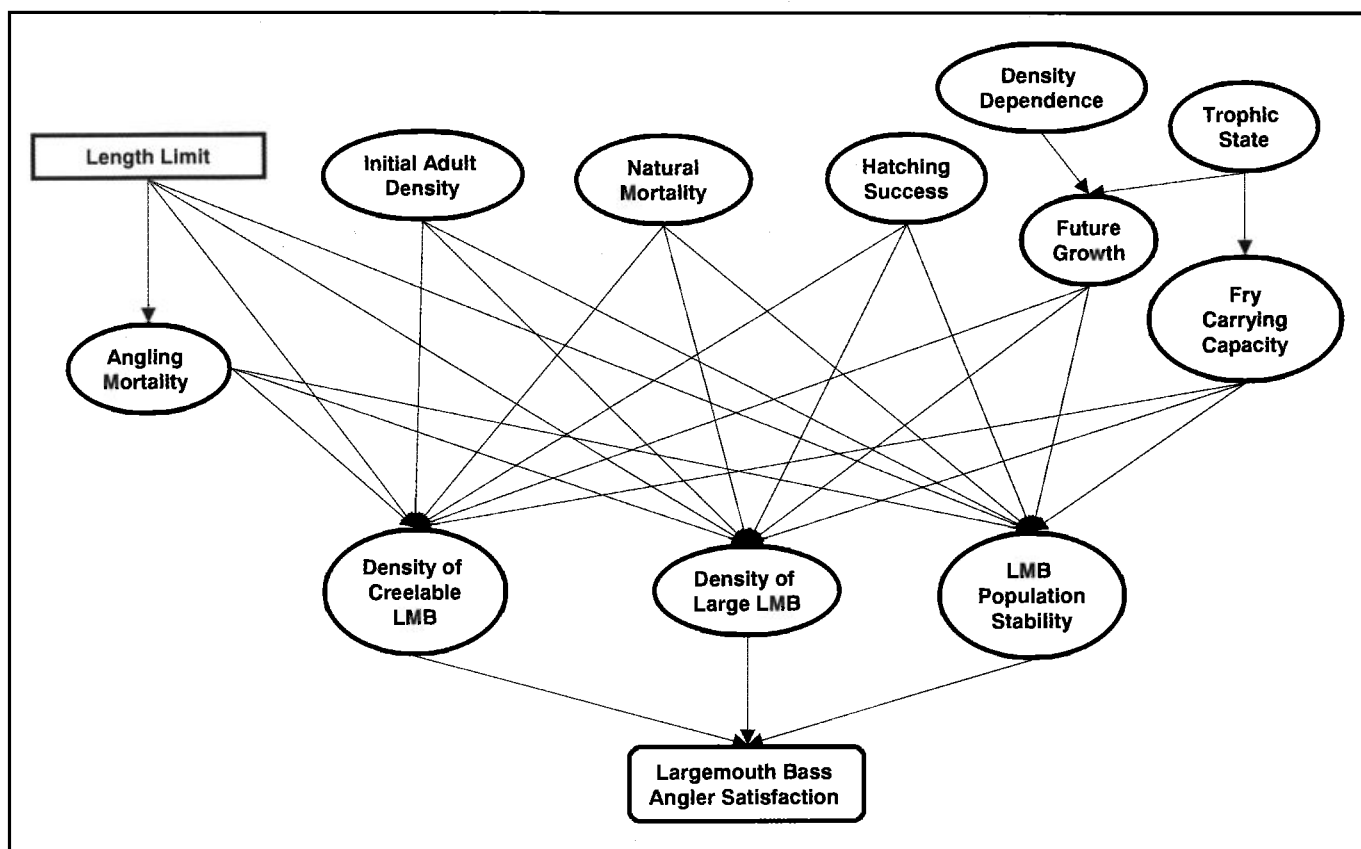 Density
Dependence
Trophic
State
Length Limit
Initial Adult
Density
Natural
Mortality
Hatching
Success
Future
Growth
Fry
Carrying
Capacity
Angling
Mortality
Density of
Creelable
LMB
Density of
Large LMB
LMB
Population
Stability
Largemouth Bass
Angler Satisfaction